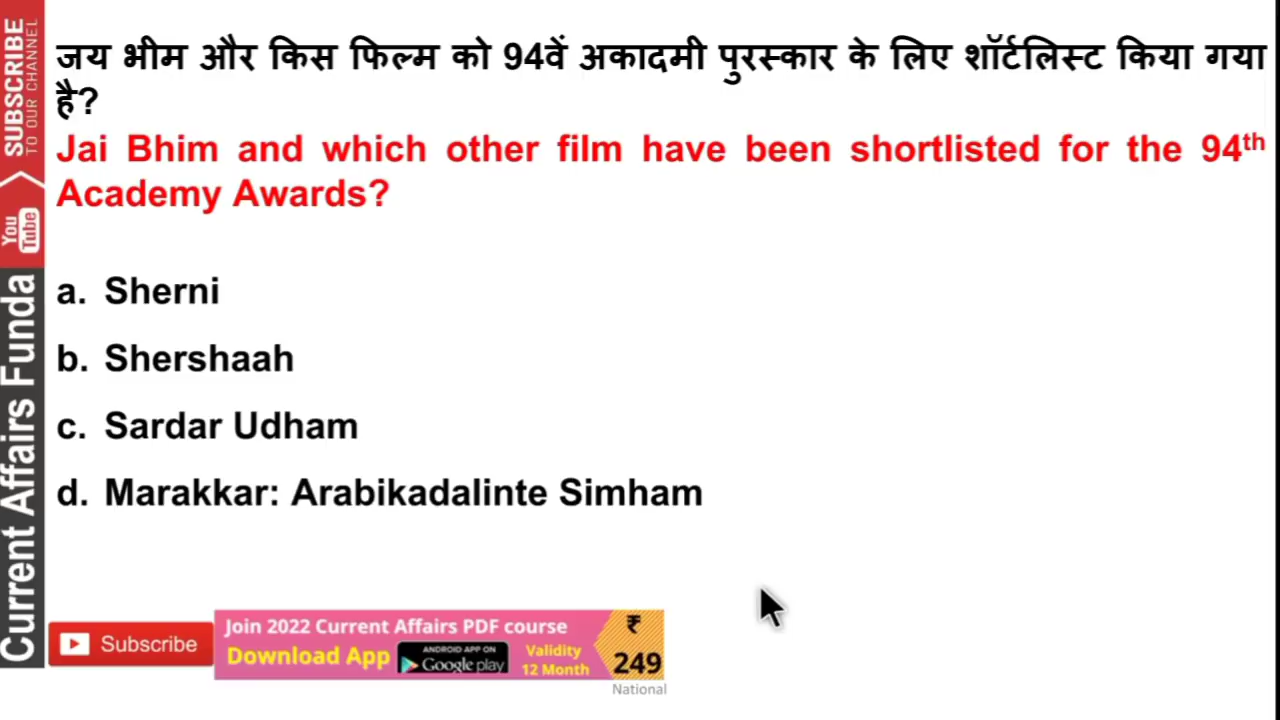 जय भीम और किस फिल्म को 94वें अकादमी पुरस्कार के लिए शॉर्टलिस्ट किया गया
है?
Jai Bhim and which other film have been shortlisted for the 94th
Academy Awards?
a. Sherni
b. Shershaah
c. Sardar Udham
d. Marakkar: Arabikadalinte Simham
SUBSCRIBE
TO OUR CHANNEL
You Tube
Current Affairs Funda
Subscribe
Join 2022 Current Affairs PDF course
Download App
ANDROID APP ON
Google play
Validity
12 Month
₹
249
National